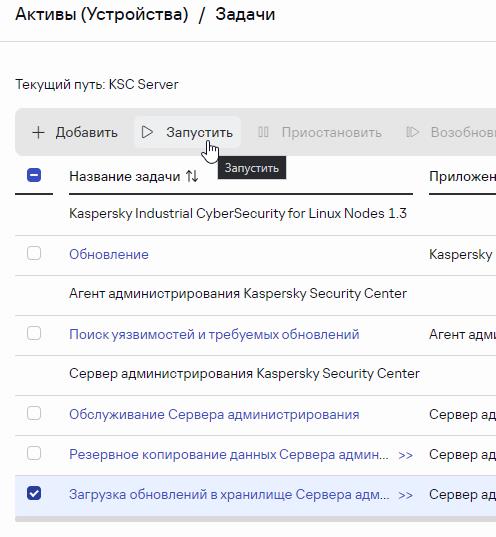 Активы (Устройства) / Задачи
Текущий путь: KSC Server
Добавить Запустить Приостановить Возобнов
Запустить
Название задачи Приложен
Kaspersky Industrial CyberSecurity for Linux Nodes 1.3
Обновление Kaspersky
Агент администрирования Kaspersky Security Center
Поиск уязвимостей и требуемых обновлений Агент адми
Сервер администрирования Kaspersky Security Center
Обслуживание Сервера администрирования Сервер ад
Резервное копирование данных Сервера админ... >> Сервер ад
Загрузка обновлений в хранилище Сервера адм... >> Сервер ад